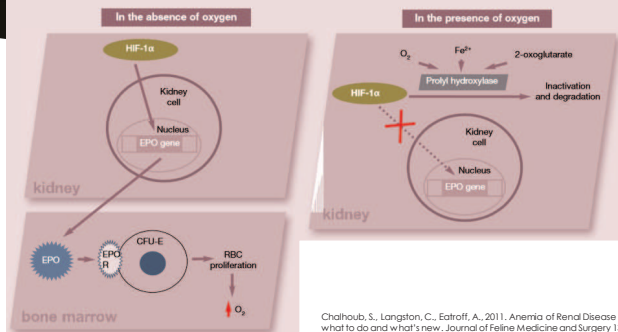 In the absence of oxygen
HIF-1α
Kidney
cell
Nucleus
EPO gene
kidney
EPO
EPO
R
CFU-E
RBC
proliferation
O₂
bone marrow
In the presence of oxygen
O₂
Fe²⁺
2-oxoglutarate
Prolyl hydroxylase
HIF-1α
Inactivation
and degradation
Kidney
cell
Nucleus
EPO gene
kidney
Chalhoub, S., Langston, C., Eatroff, A., 2011. Anemia of Renal Disease
what to do and what's new. Journal of Feline Medicine and Surgery